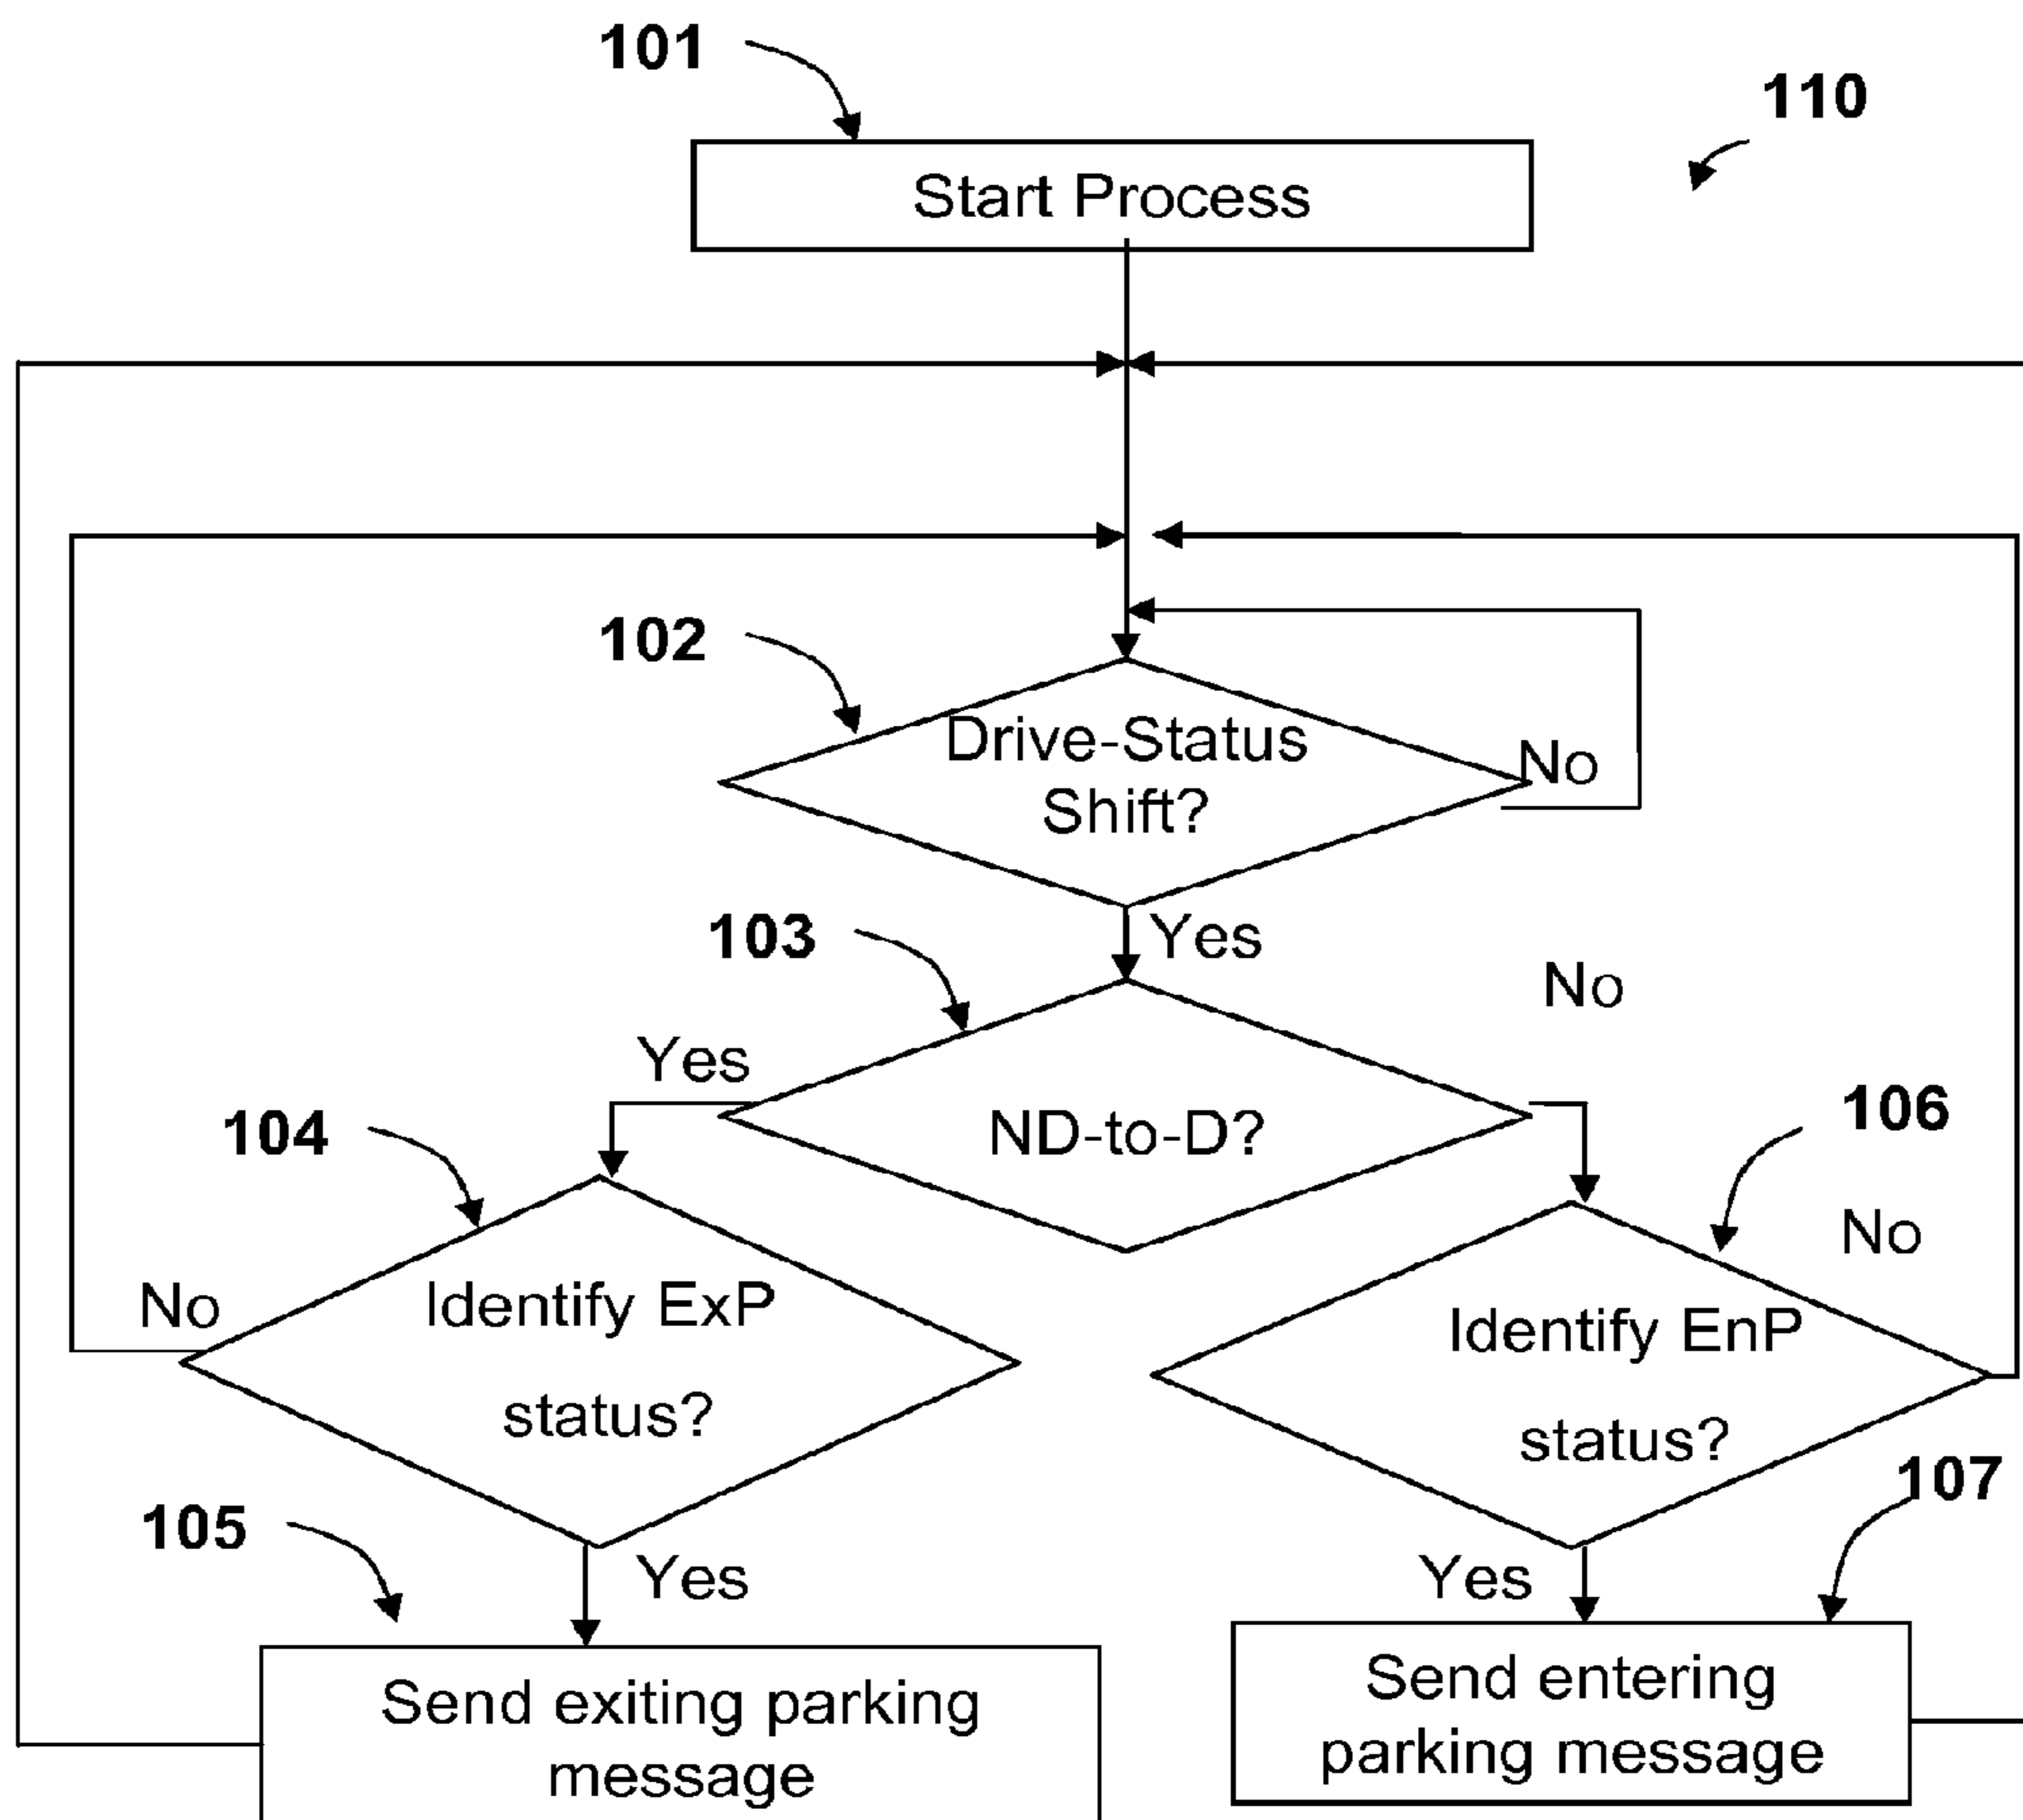 101
110
Start Process
102
Drive-Status
Shift?
No
103
Yes
No
Yes
ND-to-D?
104
106
No
Identify ExP
status?
No
Identify EnP
status?
105
107
Yes
Yes
Send exiting parking
message
Send entering
parking message